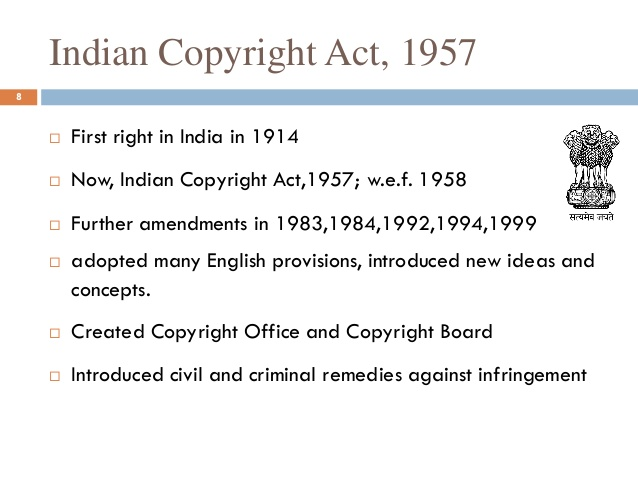 Indian Copyright Act, 1957
8
First right in India in 1914
Now, Indian Copyright Act,1957; w.e.f. 1958
Further amendments in 1983,1984,1992,1994,1999
सत्यमेव जयते
adopted many English provisions, introduced new ideas and
concepts.
Created Copyright Office and Copyright Board
Introduced civil and criminal remedies against infringement